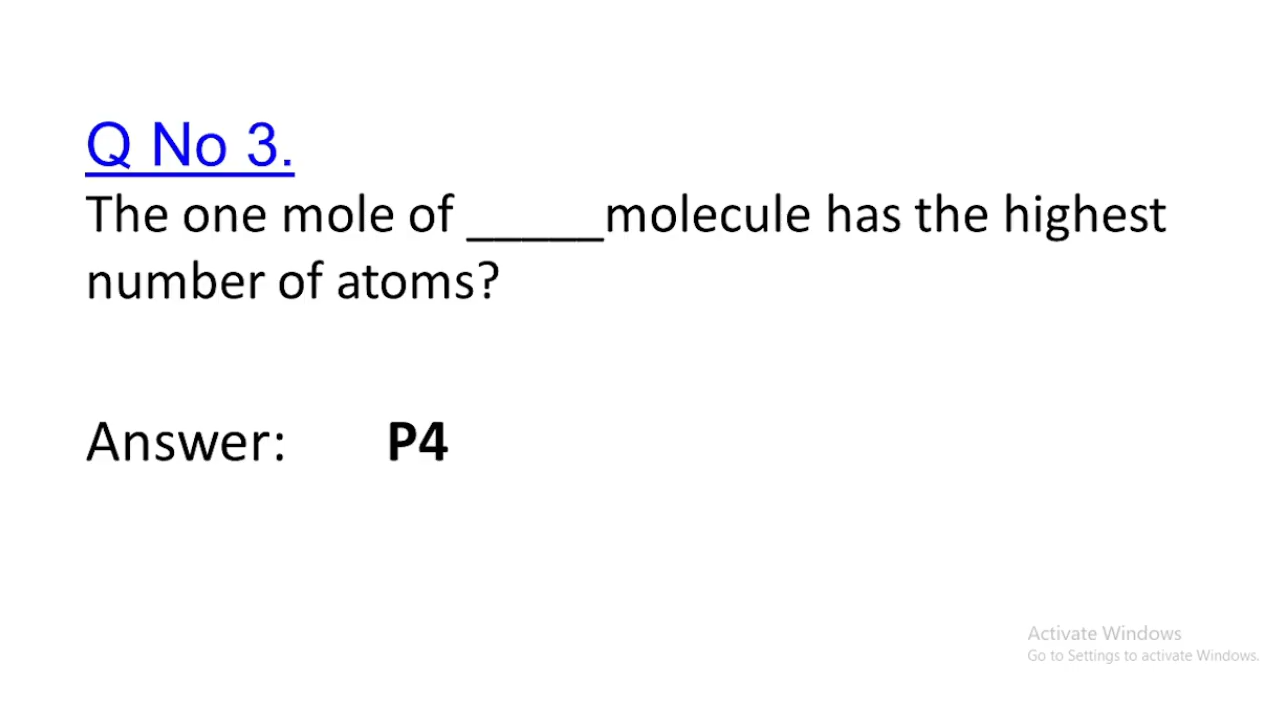 Q No 3.
The one mole of _____molecule has the highest
number of atoms?
Answer: P4
Activate Windows
Go to Settings to activate Windows.